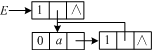 E 1 ∧
0 a 1 ∧